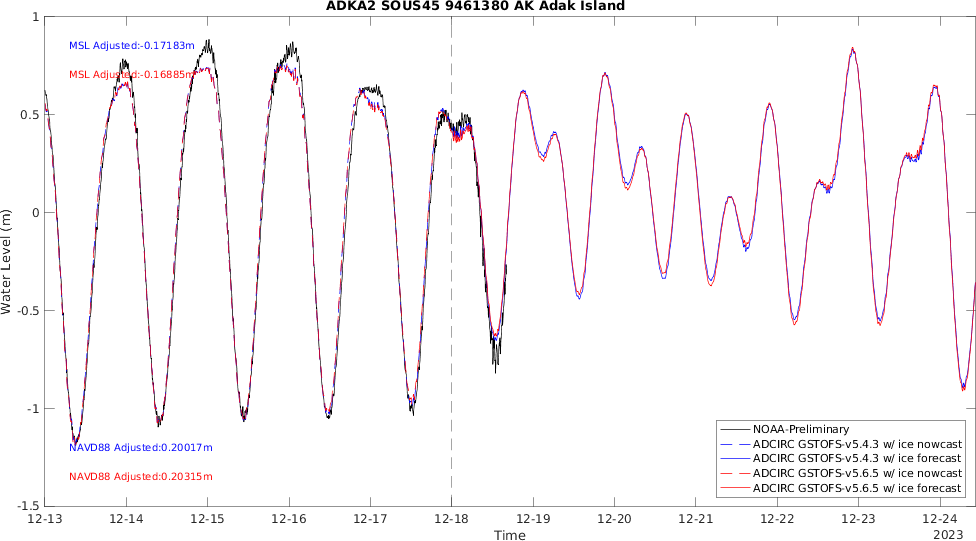 ADKA2 SOUS45 9461380 AK Adak Island
1
MSL Adjusted:-0.17183m
MSL Adjusted:-0.16885m
0.5
0
Water Level (m)
-0.5
-1
NAVD88 Adjusted:0.20017m
NAVD88 Adjusted:0.20315m
-1.5
NOAA-Preliminary
ADCIRC GSTOFS-v5.4.3 w/ ice nowcast
ADCIRC GSTOFS-v5.4.3 w/ ice forecast
ADCIRC GSTOFS-v5.6.5 w/ ice nowcast
ADCIRC GSTOFS-v5.6.5 w/ ice forecast
12-13 12-14 12-15 12-16 12-17 12-18 12-19 12-20 12-21 12-22 12-23 12-24
2023
Time